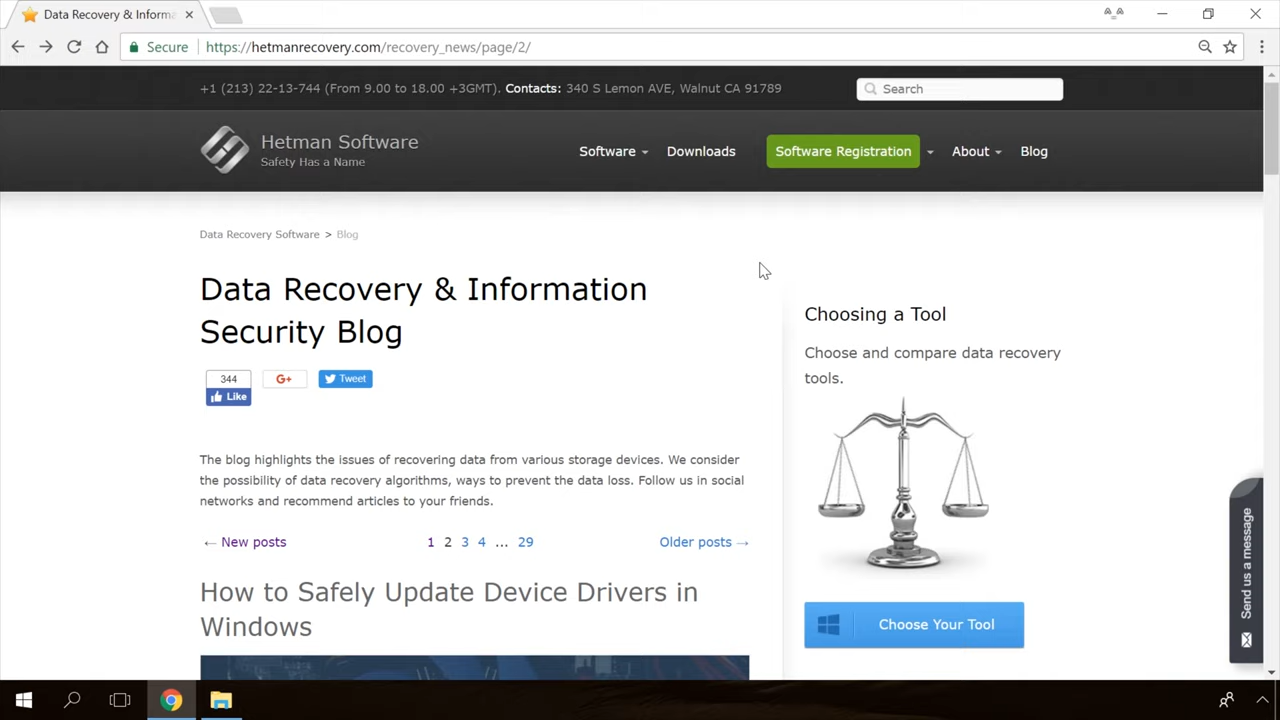 Data Recovery & Informa
Secure
https://hetmanrecovery.com/recovery_news/page/2/
+1 (213) 22-13-744 (From 9.00 to 18.00 +3GMT). Contacts: 340 S Lemon AVE, Walnut CA 91789
Search
Hetman Software
Safety Has a Name
Software
Downloads
Software Registration
About
Blog
Data Recovery Software > Blog
Data Recovery & Information
Security Blog
344
Like
G+
Tweet
The blog highlights the issues of recovering data from various storage devices. We consider
the possibility of data recovery algorithms, ways to prevent the data loss. Follow us in social
networks and recommend articles to your friends.
← New posts
1 2 3 4 ... 29
Older posts →
How to Safely Update Device Drivers in
Windows
Choosing a Tool
Choose and compare data recovery
tools.
Choose Your Tool
Send us a message